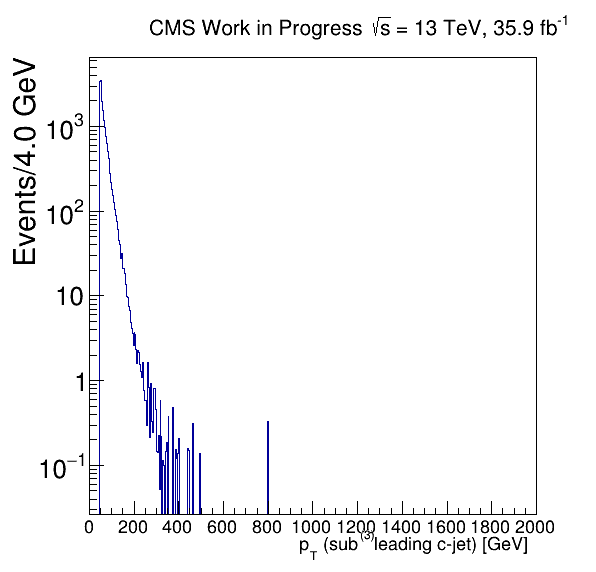 CMS Work in Progress √s = 13 TeV, 35.9 fb⁻¹
Events/4.0 GeV
10³
10²
10
1
10⁻¹
0 200 400 600 800 1000 1200 1400 1600 1800 2000
p_T (sub⁽³⁾leading c-jet) [GeV]